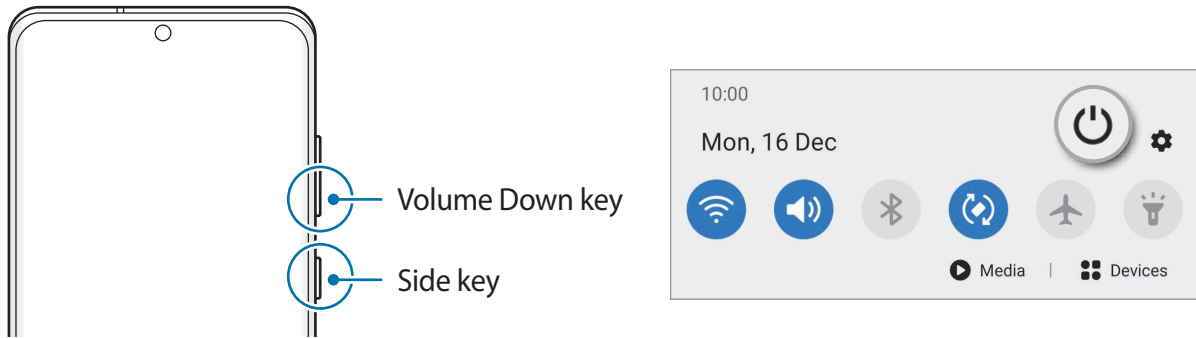 Volume Down key
Side key
10:00
Mon, 16 Dec
Media | Devices